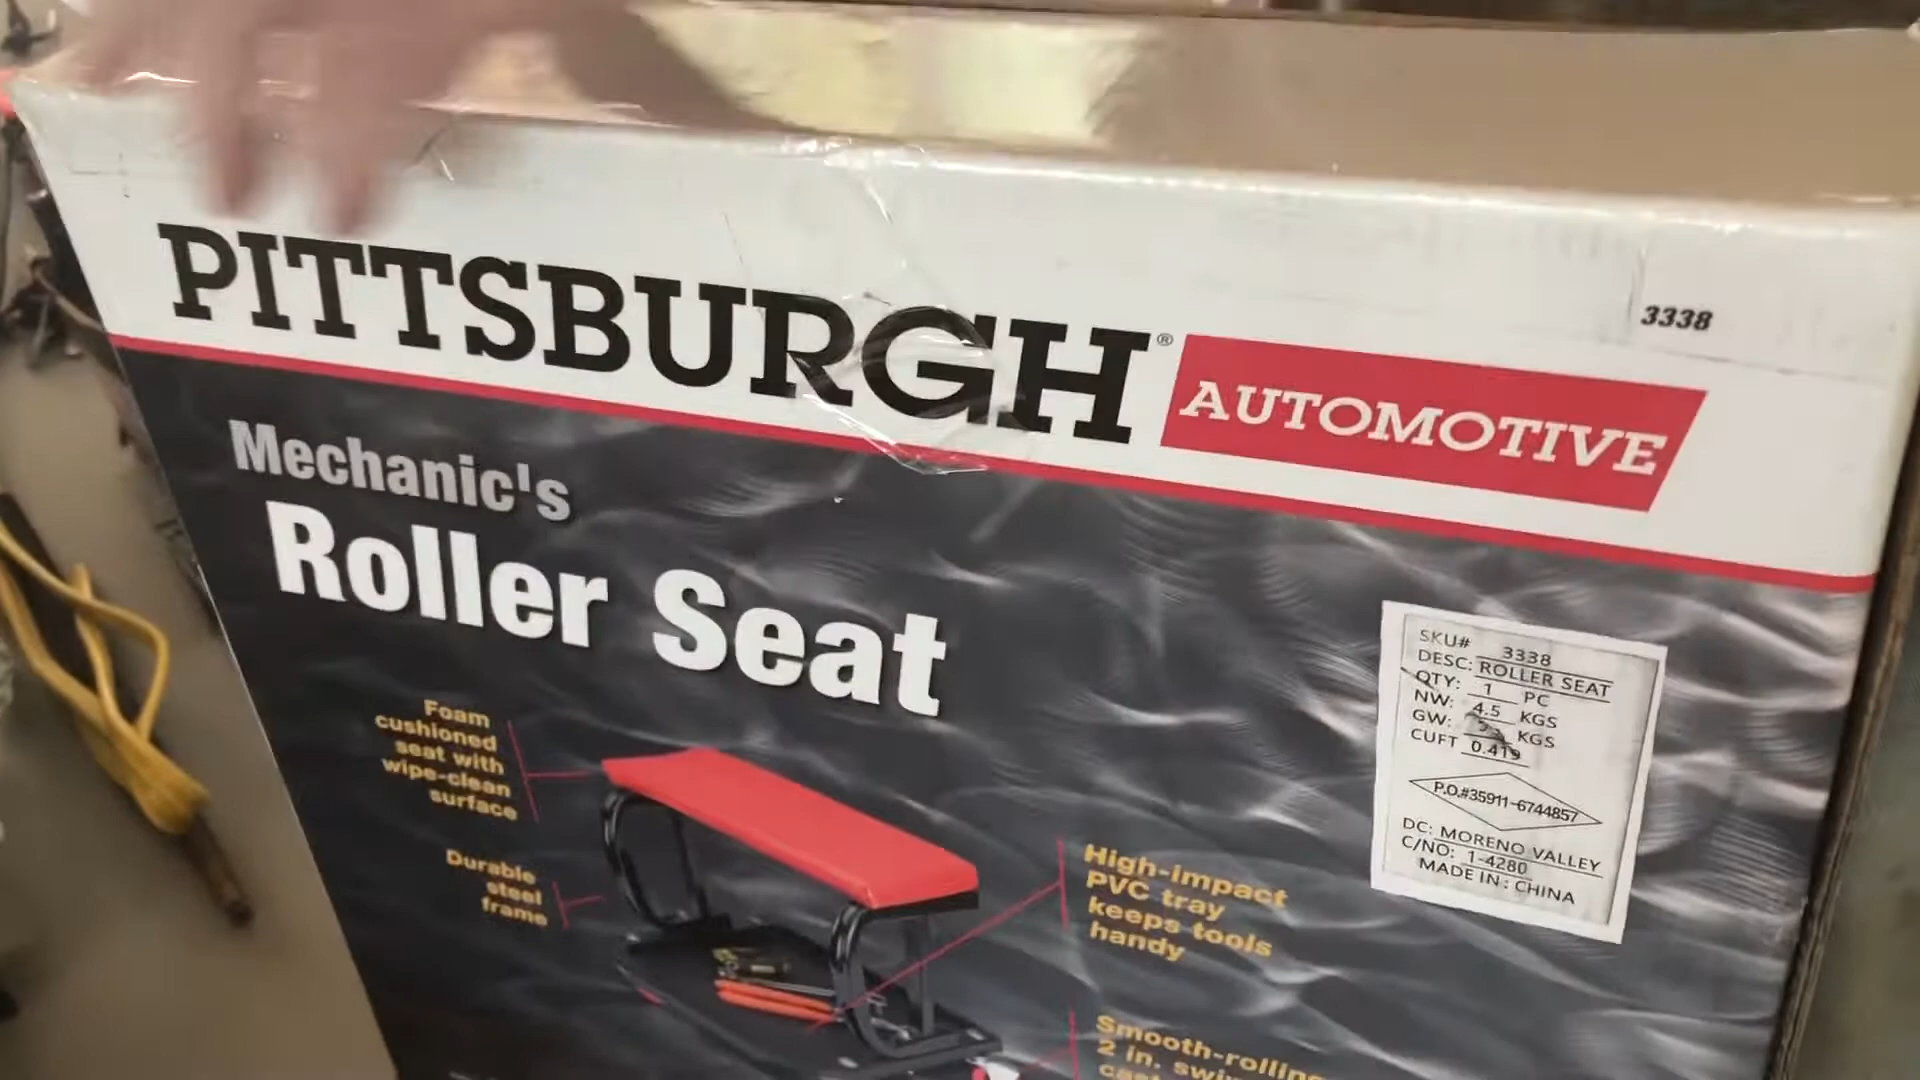 PITTSBURGH®
AUTOMOTIVE
3338
Mechanic's
Roller Seat
Foam
cushioned
seat with
wipe-clean
surface
Durable
steel
frame
High-impact
PVC tray
keeps tools
handy
Smooth-rolling
2 in.
SKU# 3338
DESC: ROLLER SEAT
QTY: 1 PC
NW: 4.5 KGS
GW: KGS
CUFT 0.419
P.O.#35911-6744857
DC: MORENO VALLEY
C/NO: 1-4280
MADE IN: CHINA